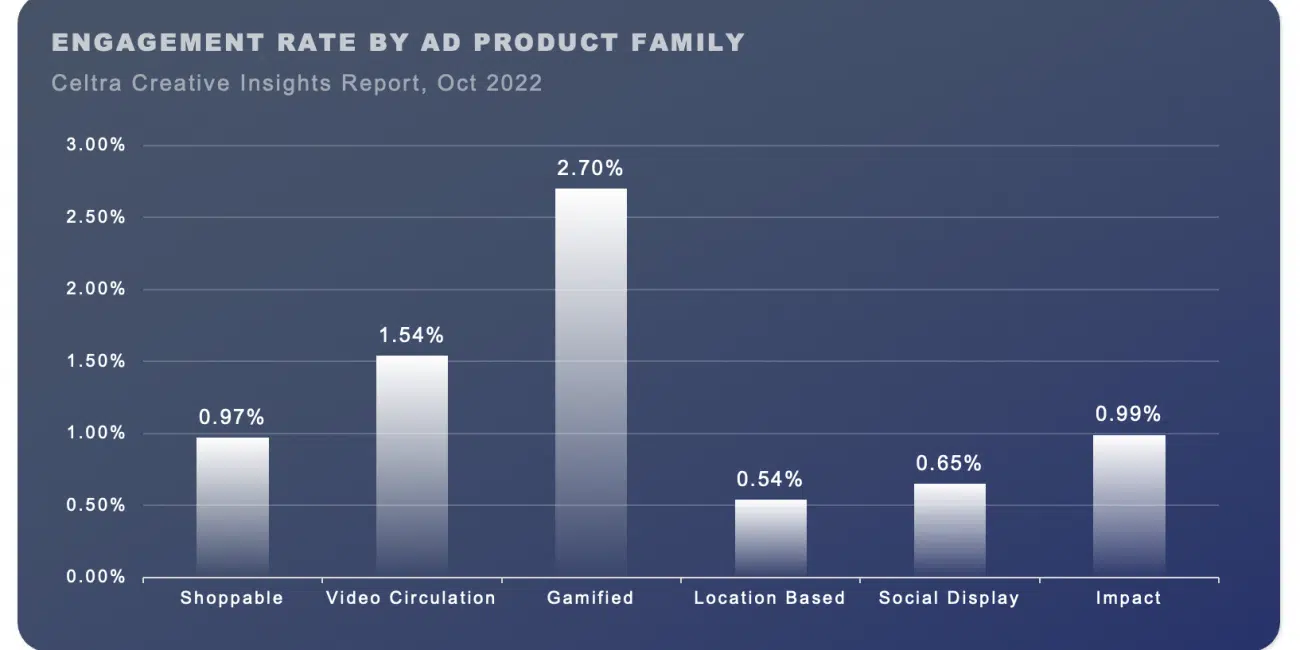 ENGAGEMENT RATE BY AD PRODUCT FAMILY
Celtra Creative Insights Report, Oct 2022
3.00%
2.50%
2.00%
1.50%
1.00%
0.50%
0.00%
0.97%
1.54%
2.70%
0.54%
0.65%
0.99%
Shoppable
Video Circulation
Gamified
Location Based
Social Display
Impact